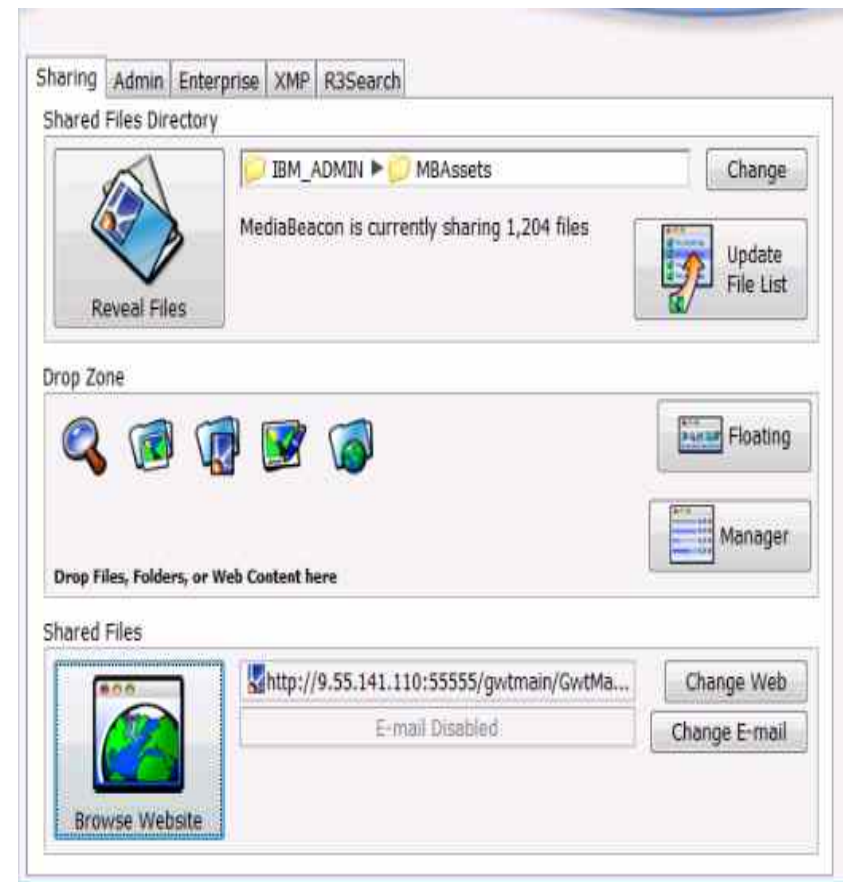 Sharing Admin Enterprise XMP R3Search
Shared Files Directory
IBM_ADMIN ▶ MBAssets
Change
MediaBeacon is currently sharing 1,204 files
Update
File List
Reveal Files
Drop Zone
Floating
Manager
Drop Files, Folders, or Web Content here
Shared Files
http://9.55.141.110:55555/gwtmain/GwtMa...
Change Web
E-mail Disabled
Change E-mail
Browse Website